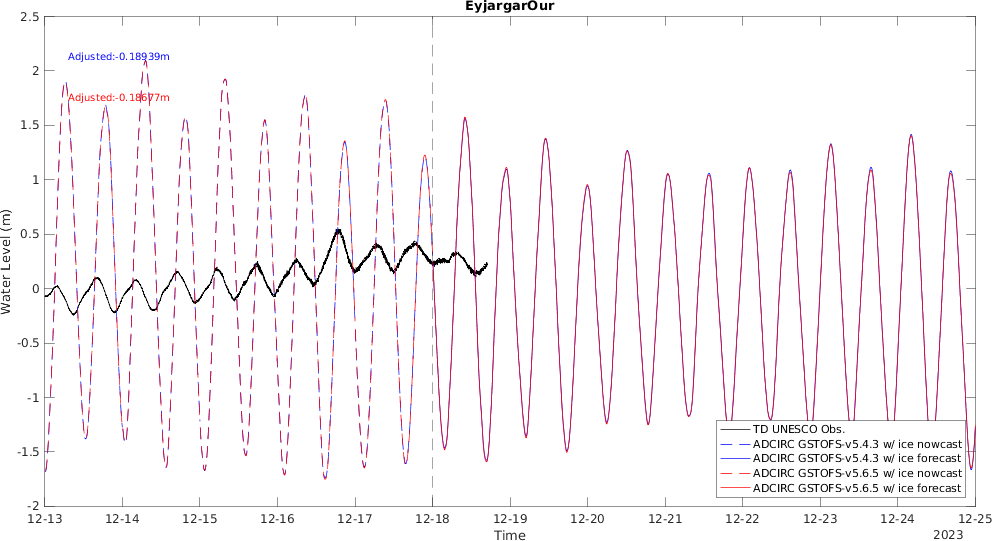 EyjargarOur
Adjusted:-0.18939m
Adjusted:-0.18677m
Water Level (m)
2.5
2
1.5
1
0.5
0
-0.5
-1
-1.5
-2
TD UNESCO Obs.
ADCIRC GSTOFS-v5.4.3 w/ ice nowcast
ADCIRC GSTOFS-v5.4.3 w/ ice forecast
ADCIRC GSTOFS-v5.6.5 w/ ice nowcast
ADCIRC GSTOFS-v5.6.5 w/ ice forecast
12-13 12-14 12-15 12-16 12-17 12-18 12-19 12-20 12-21 12-22 12-23 12-24 12-25
Time
2023